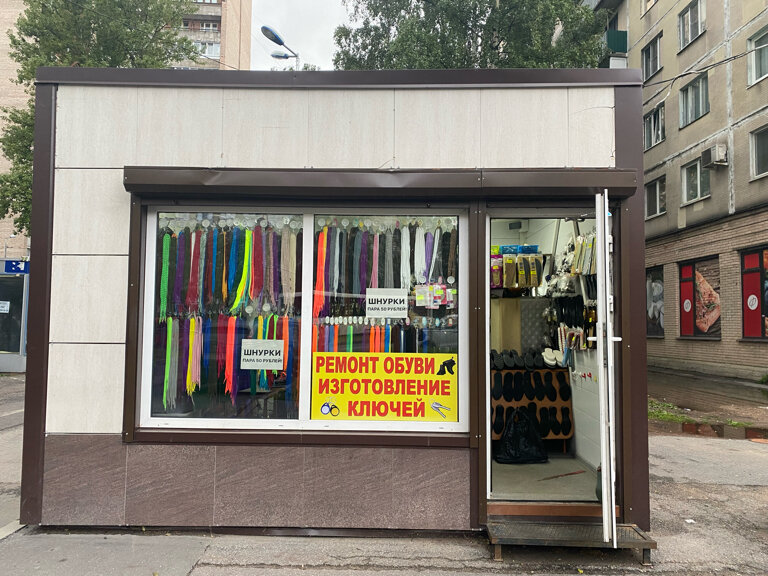 ШНУРКИ
ПАРА 50 РУБЛЕЙ!
ШНУРКИ
ПАРА 50 РУБЛЕЙ!
РЕМОНТ ОБУВИ
ИЗГОТОВЛЕНИЕ
КЛЮЧЕЙ